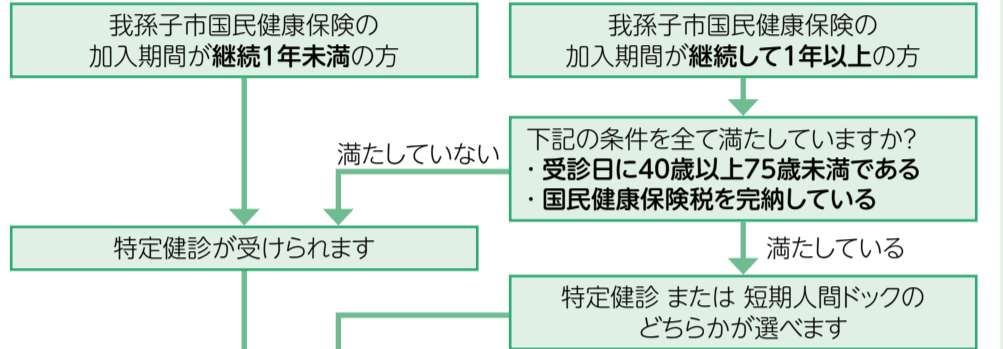 我孫子市国民健康保険の
加入期間が継続1年未満の方
我孫子市国民健康保険の
加入期間が継続して1年以上の方
下記の条件を全て満たしていますか?
・受診日に40歳以上75歳未満である
・国民健康保険税を完納している
満たしていない
特定健診が受けられます
満たしている
特定健診 または 短期人間ドックの
どちらかが選べます